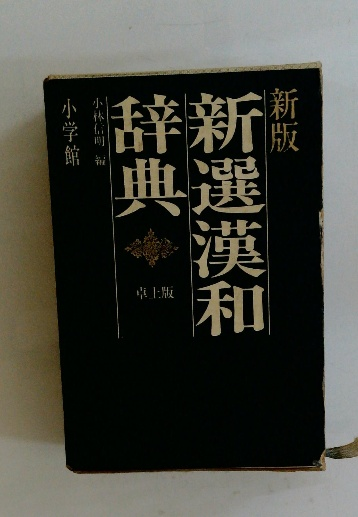 新版
新選漢和
辞典
卓上版
小林信明 編
小学館